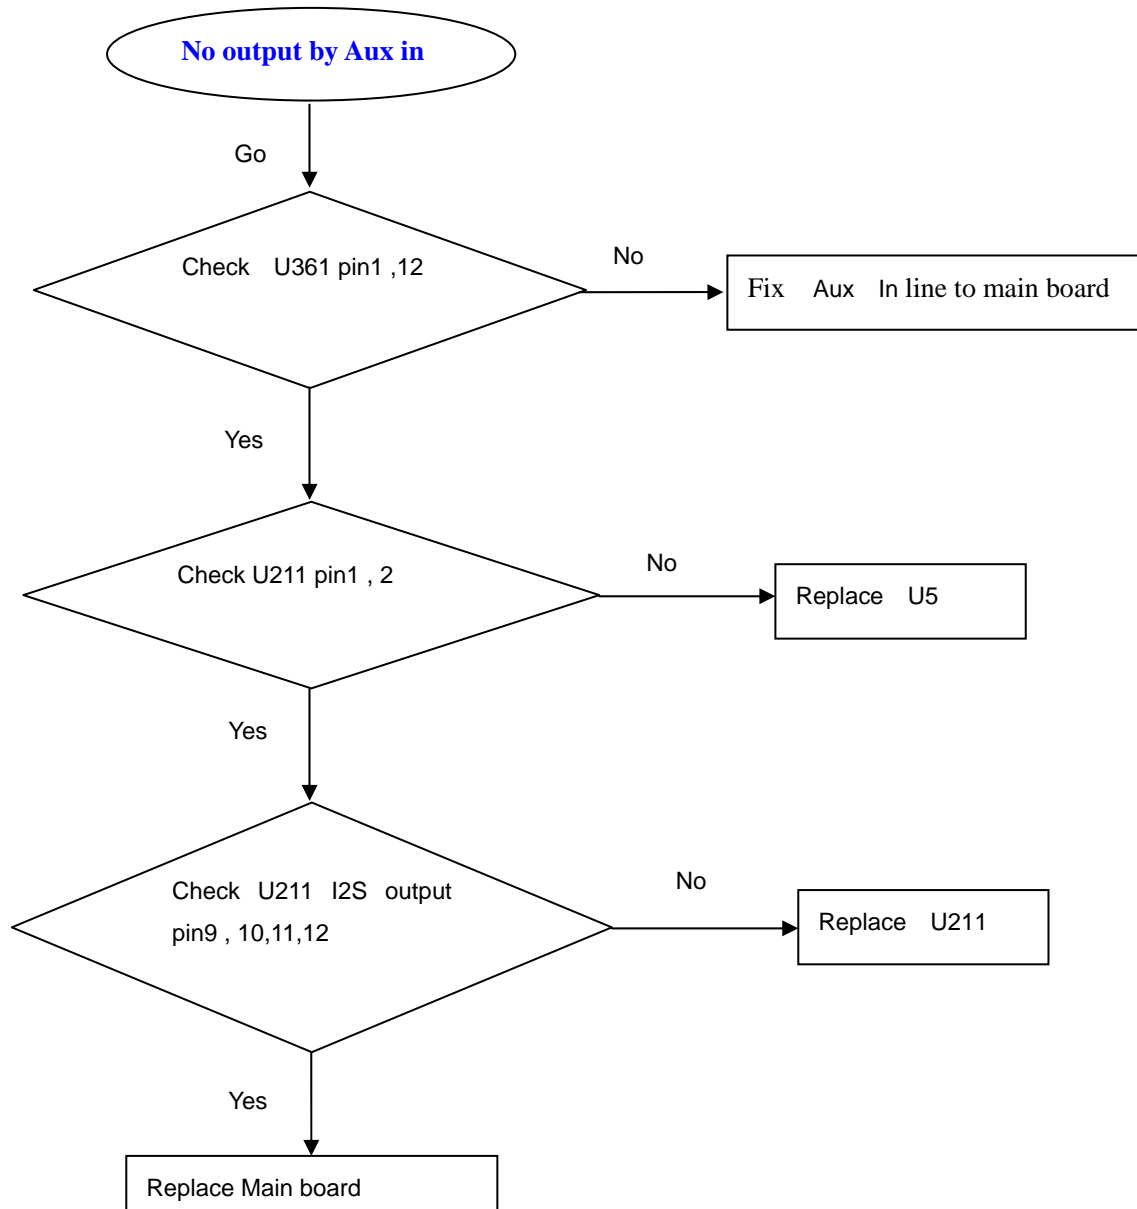 No output by Aux in
Go
Check U361 pin1 ,12
No
Fix Aux In line to main board
Yes
Check U211 pin1 , 2
No
Replace U5
Yes
Check U211 I2S output
pin9 , 10,11,12
No
Replace U211
Yes
Replace Main board